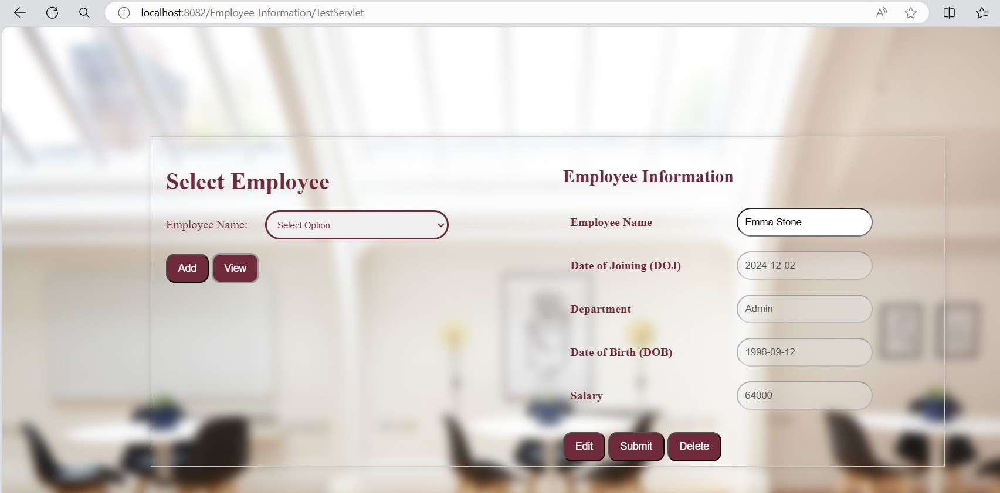 localhost:8082/Employee_Information/TestServlet
Select Employee
Employee Name: Select Option
Add View
Employee Information
Employee Name Emma Stone
Date of Joining (DOJ) 2024-12-02
Department Admin
Date of Birth (DOB) 1996-09-12
Salary 64000
Edit Submit Delete